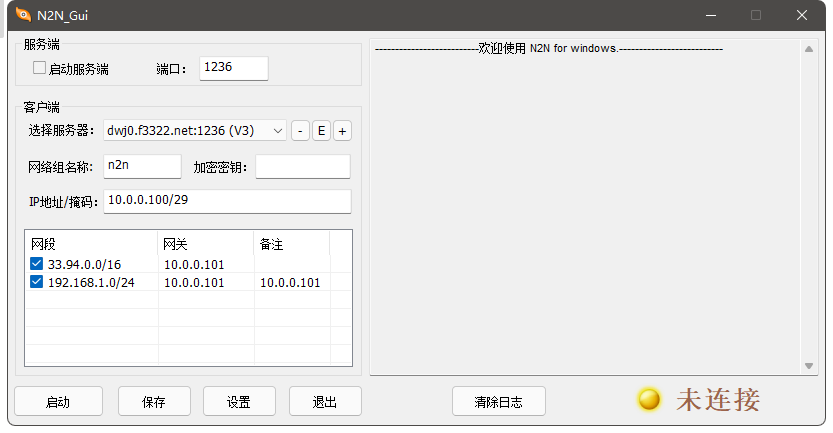 N2N_Gui
服务端
启动服务端 端口： 1236
客户端
选择服务器： dwj0.f3322.net:1236 (V3) - E +
网络组名称： n2n 加密密钥：
IP地址/掩码： 10.0.0.100/29
网段 网关 备注
33.94.0.0/16 10.0.0.101
192.168.1.0/24 10.0.0.101 10.0.0.101
启动 保存 设置 退出
--------------------------欢迎使用 N2N for windows.--------------------------
清除日志 未连接